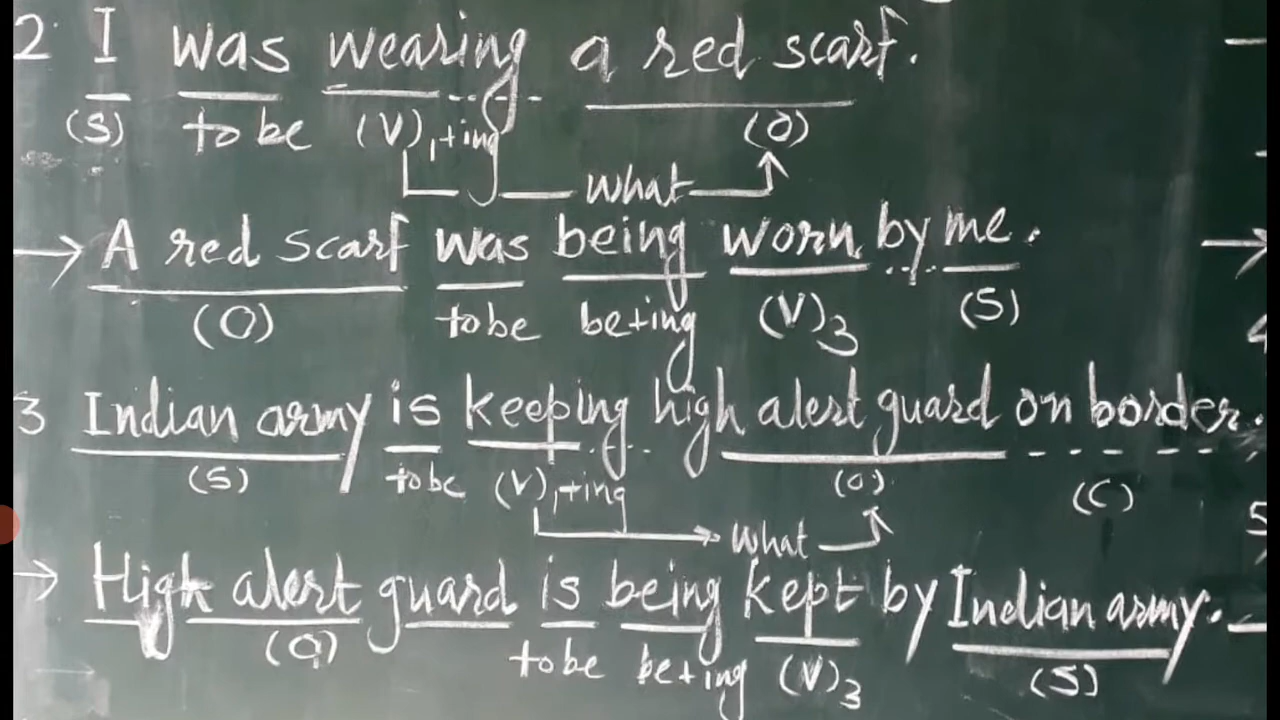 2. I was wearing a red scarf.
(S) to be (V)₁+ing (O)
What
→ A red scarf was being worn by me.
(O) to be be+ing (V)₃ (S)
3 Indian army is keeping high alert guard on border.
(S) to be (V)₁+ing (O) (C)
What
→ High alert guard is being kept by Indian army.
(O) to be be+ing (V)₃ (S)